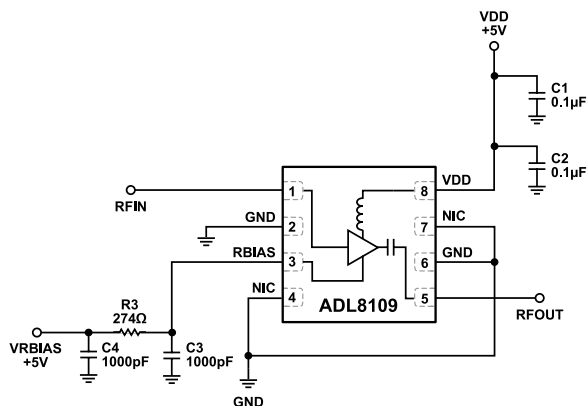 VDD
+5V
C1
0.1µF
C2
0.1µF
RFIN
1
8
VDD
GND
2
7
NIC
RBIAS
3
6
GND
NIC
4
ADL8109
5
RFOUT
R3
274Ω
VRBIAS
+5V
C4
1000pF
C3
1000pF
GND